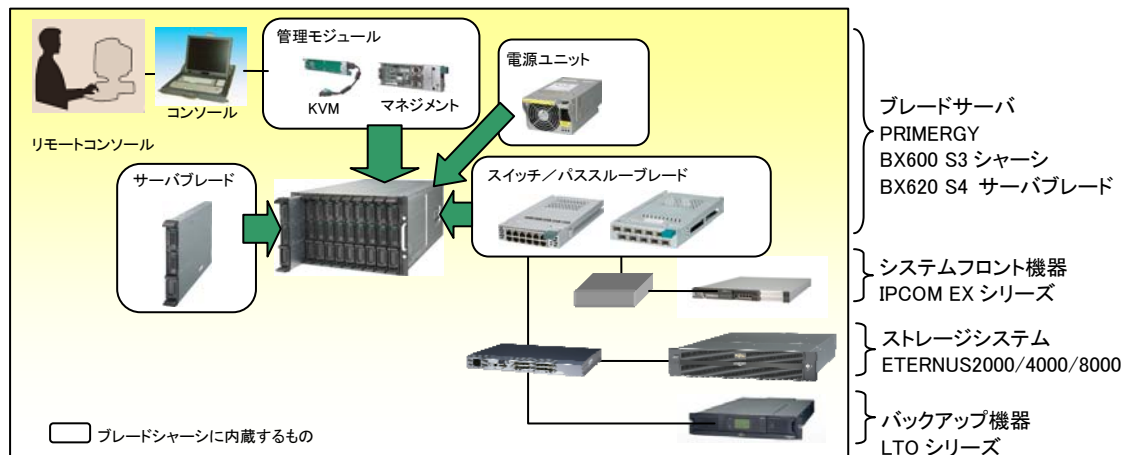 管理モジュール
KVM
マネジメント
電源ユニット
コンソール
リモートコンソール
サーバブレード
スイッチ／パススルーブレード
ブレードシャーシに内蔵するもの
ブレードサーバ
PRIMERGY
BX600 S3 シャーシ
BX620 S4 サーバブレード
システムフロント機器
IPCOM EX シリーズ
ストレージシステム
ETERNUS2000/4000/8000
バックアップ機器
LTO シリーズ